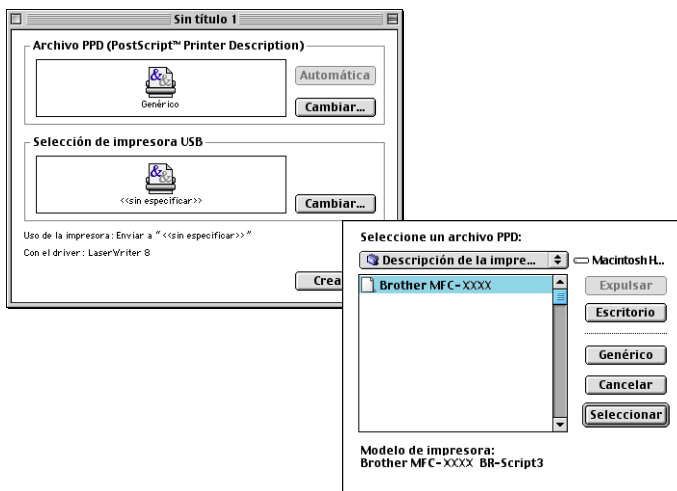 Sin título 1
Archivo PPD (PostScript™ Printer Description)
Genérico
Automática
Cambiar...
Selección de impresora USB
<<sin especificar>>
Cambiar...
Uso de la impresora: Enviar a "<<sin especificar>>"
Con el driver: LaserWriter 8
Crea
Seleccione un archivo PPD:
Descripción de la impre...
Macintosh H...
Brother MFC-XXXX
Expulsar
Escritorio
Genérico
Cancelar
Seleccionar
Modelo de impresora:
Brother MFC-XXXX BR-Script3